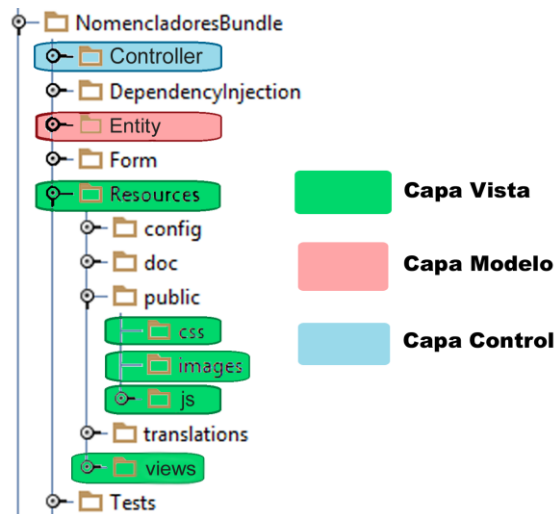 NomencladoresBundle
Controller
DependencyInjection
Entity
Form
Resources
config
doc
public
css
images
js
translations
views
Tests
Capa Vista
Capa Modelo
Capa Control